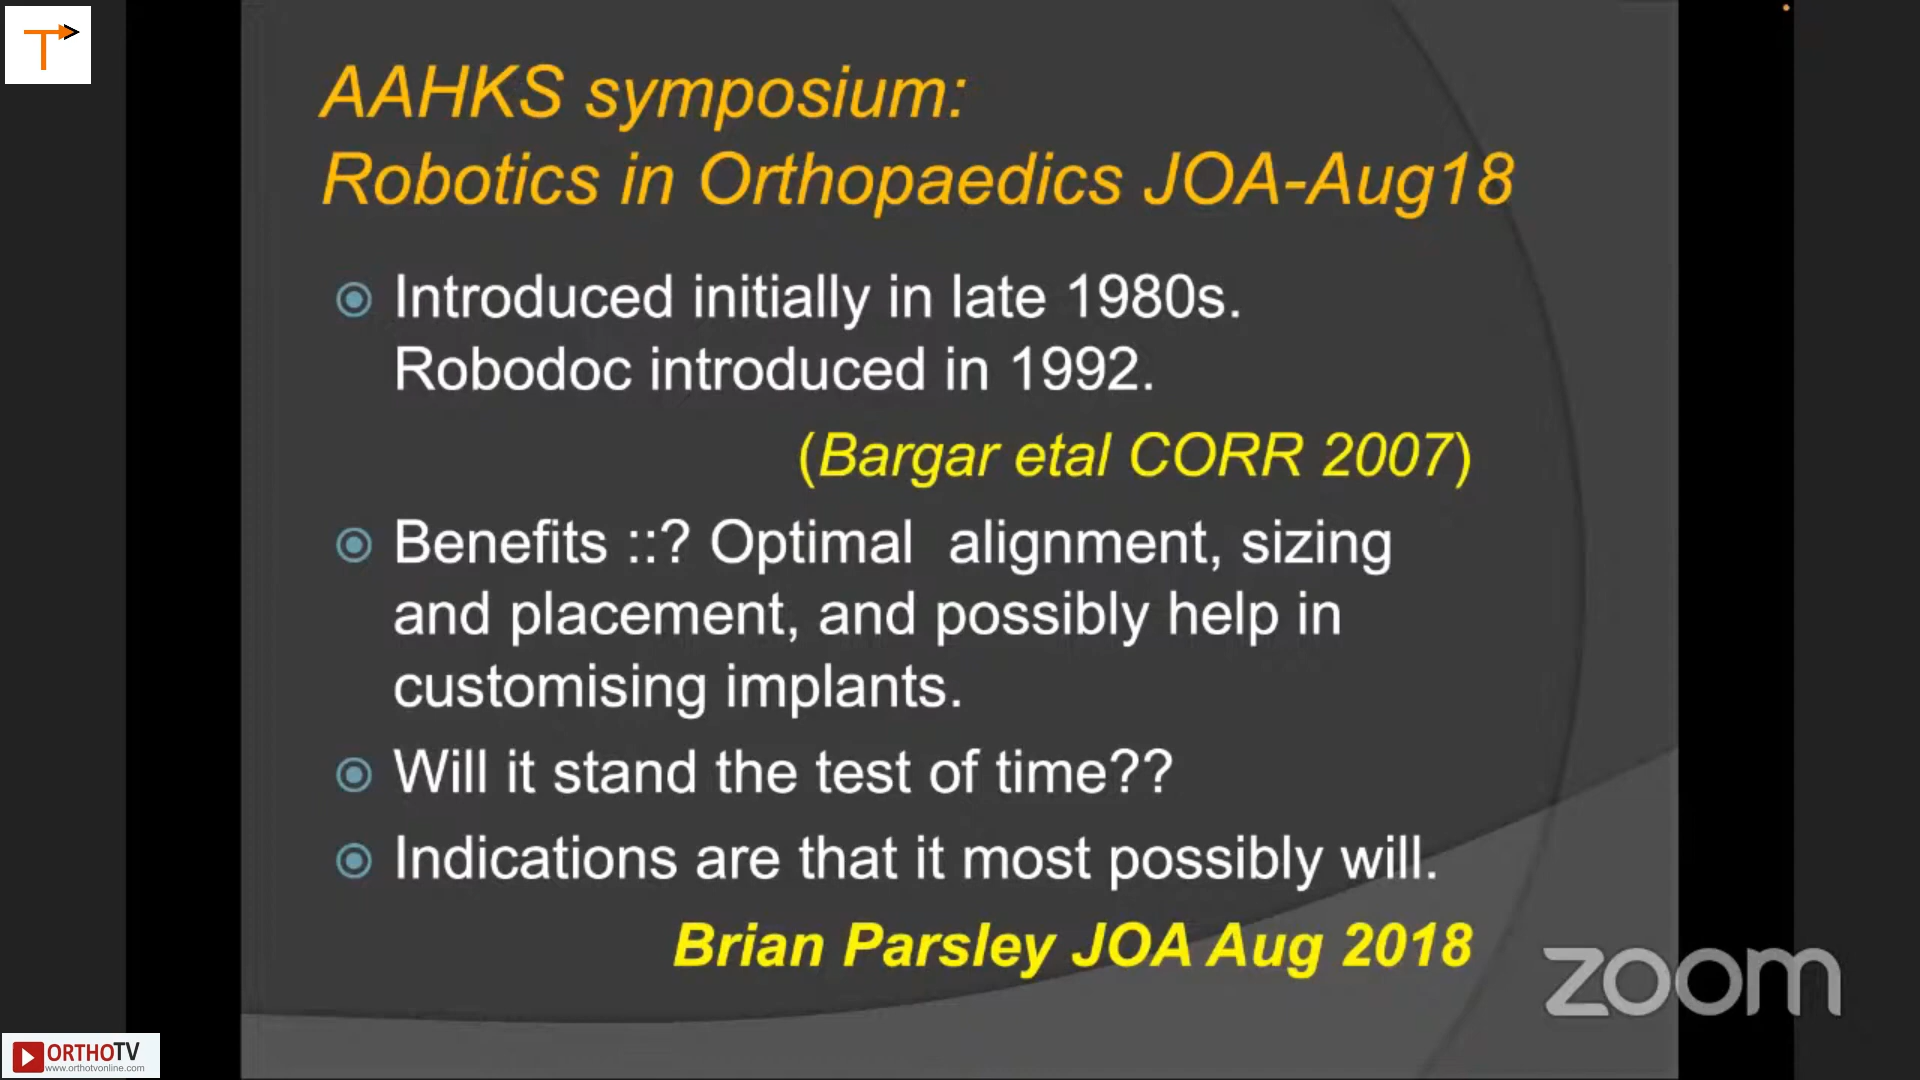 T
AAHKS symposium:
Robotics in Orthopaedics JOA-Aug18
Introduced initially in late 1980s.
Robodoc introduced in 1992.
(Bargar etal CORR 2007)
Benefits ::? Optimal  alignment, sizing
and placement, and possibly help in
customising implants.
Will it stand the test of time??
Indications are that it most possibly will.
Brian Parsley JOA Aug 2018
zoom
ORTHOTV
www.orthotvonline.com